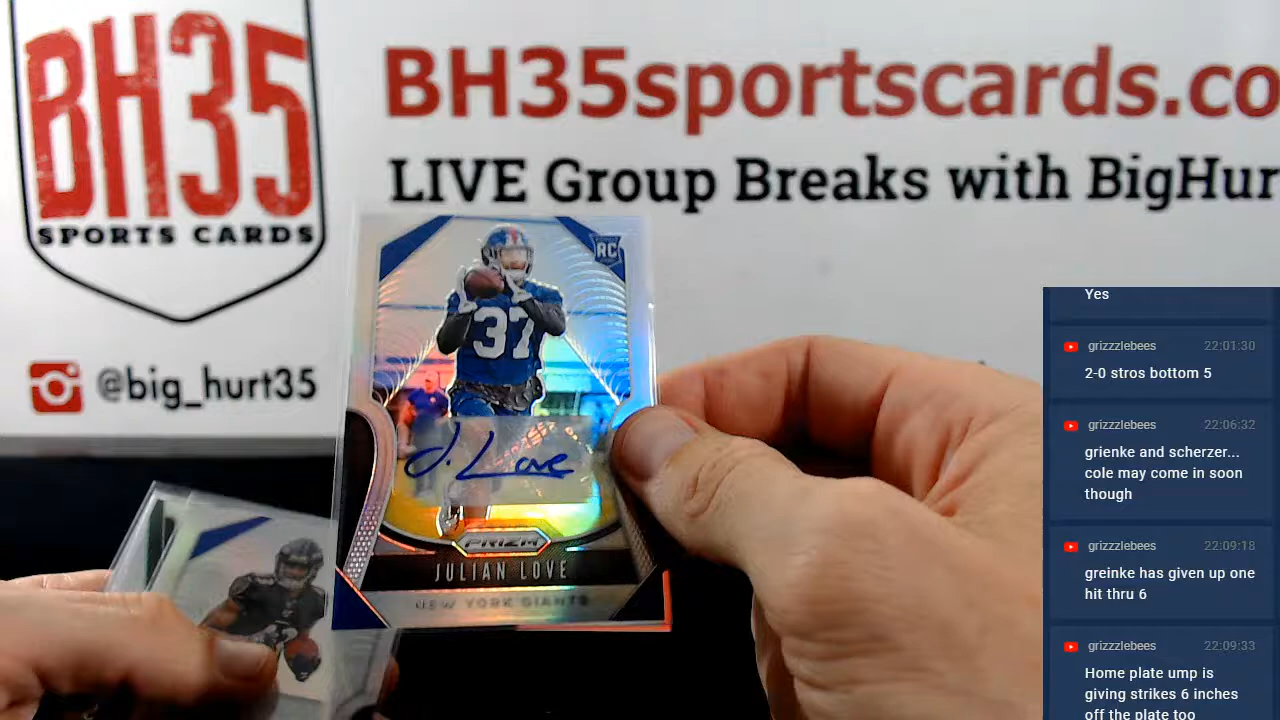 BH35
SPORTS CARDS
@big_hurt35
BH35sportscards.co
LIVE Group Breaks with BigHur
RC
37
J. Love
PRIZM
JULIAN LOVE
NEW YORK GIANTS
Yes
grizzzlebees 22:01:30
2-0 stros bottom 5
grizzzlebees 22:06:32
grienke and scherzer...
cole may come in soon
though
grizzzlebees 22:09:18
greinke has given up one
hit thru 6
grizzzlebees 22:09:33
Home plate ump is
giving strikes 6 inches
off the plate too